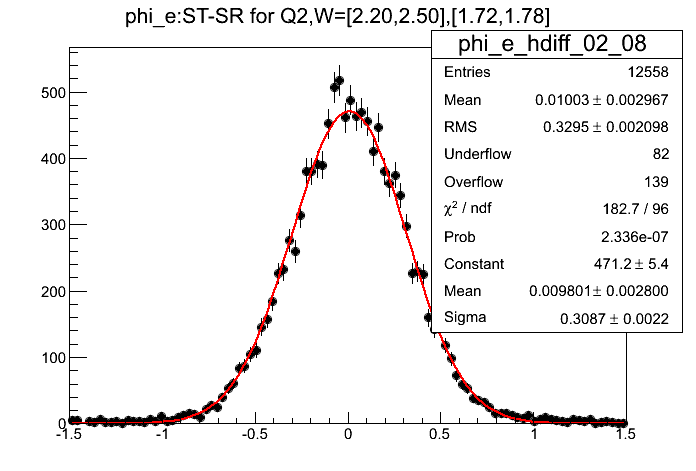 phi_e:ST-SR for Q2,W=[2.20,2.50],[1.72,1.78]
phi_e_hdiff_02_08
Entries 12558
Mean 0.01003 ± 0.002967
RMS 0.3295 ± 0.002098
Underflow 82
Overflow 139
χ² / ndf 182.7 / 96
Prob 2.336e-07
Constant 471.2 ± 5.4
Mean 0.009801 ± 0.002800
Sigma 0.3087 ± 0.0022
500
400
300
200
100
0
-1.5 -1 -0.5 0 0.5 1 1.5